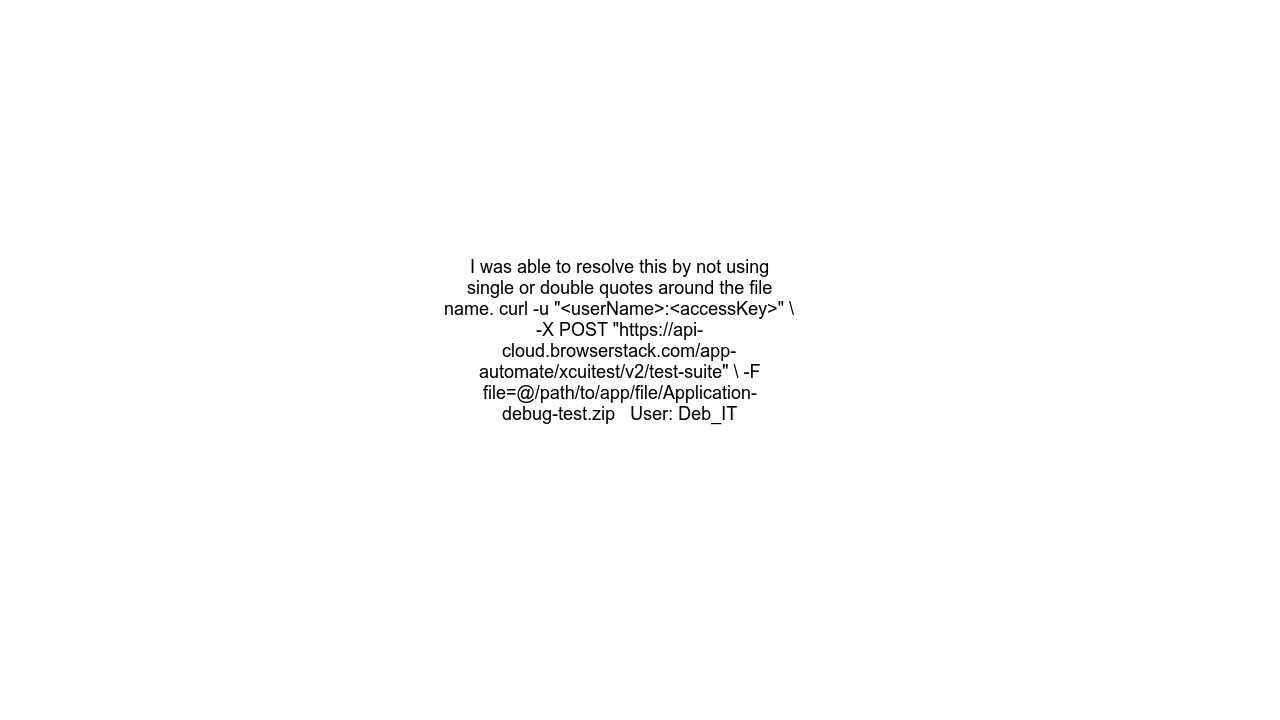 I was able to resolve this by not using
single or double quotes around the file
name. curl -u "<userName>:<accessKey>" \
-X POST "https://api-
cloud.browserstack.com/app-
automate/xcuitest/v2/test-suite" \ -F
file=@/path/to/app/file/Application-
debug-test.zip   User: Deb_IT